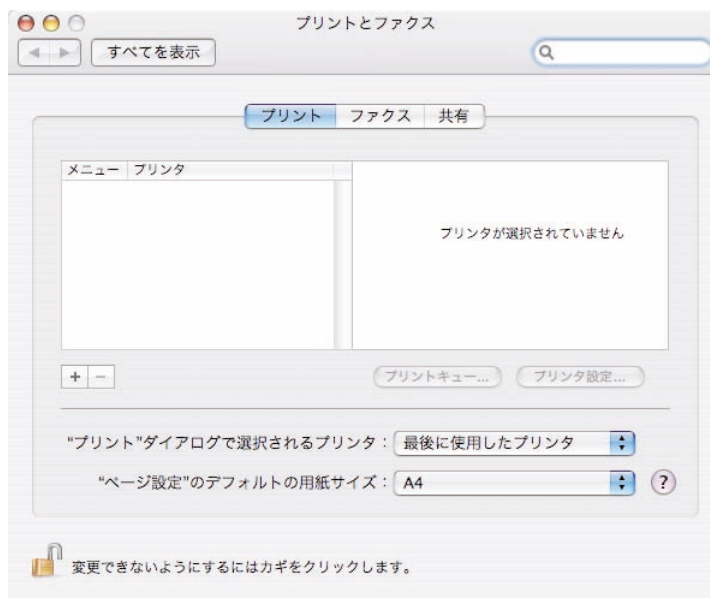 プリントとファクス
すべてを表示
プリント ファクス 共有
メニュー プリンタ
プリンタが選択されていません
+ −
プリントキュー... プリンタ設定...
“プリント”ダイアログで選択されるプリンタ： 最後に使用したプリンタ
“ページ設定”のデフォルトの用紙サイズ： A4 ?
変更できないようにするにはカギをクリックします。